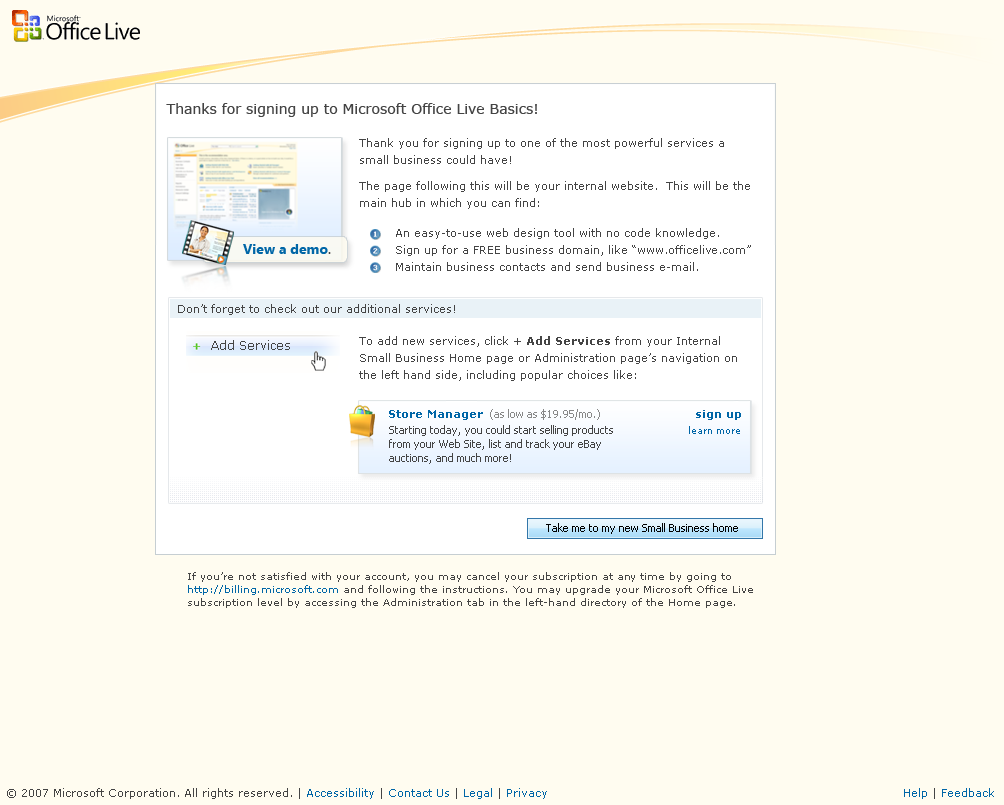 Microsoft®
Office Live
Thanks for signing up to Microsoft Office Live Basics!
Thank you for signing up to one of the most powerful services a
small business could have!
The page following this will be your internal website. This will be the
main hub in which you can find:
View a demo.
1 An easy-to-use web design tool with no code knowledge.
2 Sign up for a FREE business domain, like “www.officelive.com”
3 Maintain business contacts and send business e-mail.
Don’t forget to check out our additional services!
+ Add Services
To add new services, click + Add Services from your Internal
Small Business Home page or Administration page’s navigation on
the left hand side, including popular choices like:
Store Manager (as low as $19.95/mo.) sign up
Starting today, you could start selling products learn more
from your Web Site, list and track your eBay
auctions, and much more!
Take me to my new Small Business home
If you’re not satisfied with your account, you may cancel your subscription at any time by going to
http://billing.microsoft.com and following the instructions. You may upgrade your Microsoft Office Live
subscription level by accessing the Administration tab in the left-hand directory of the Home page.
© 2007 Microsoft Corporation. All rights reserved. | Accessibility | Contact Us | Legal | Privacy Help | Feedback